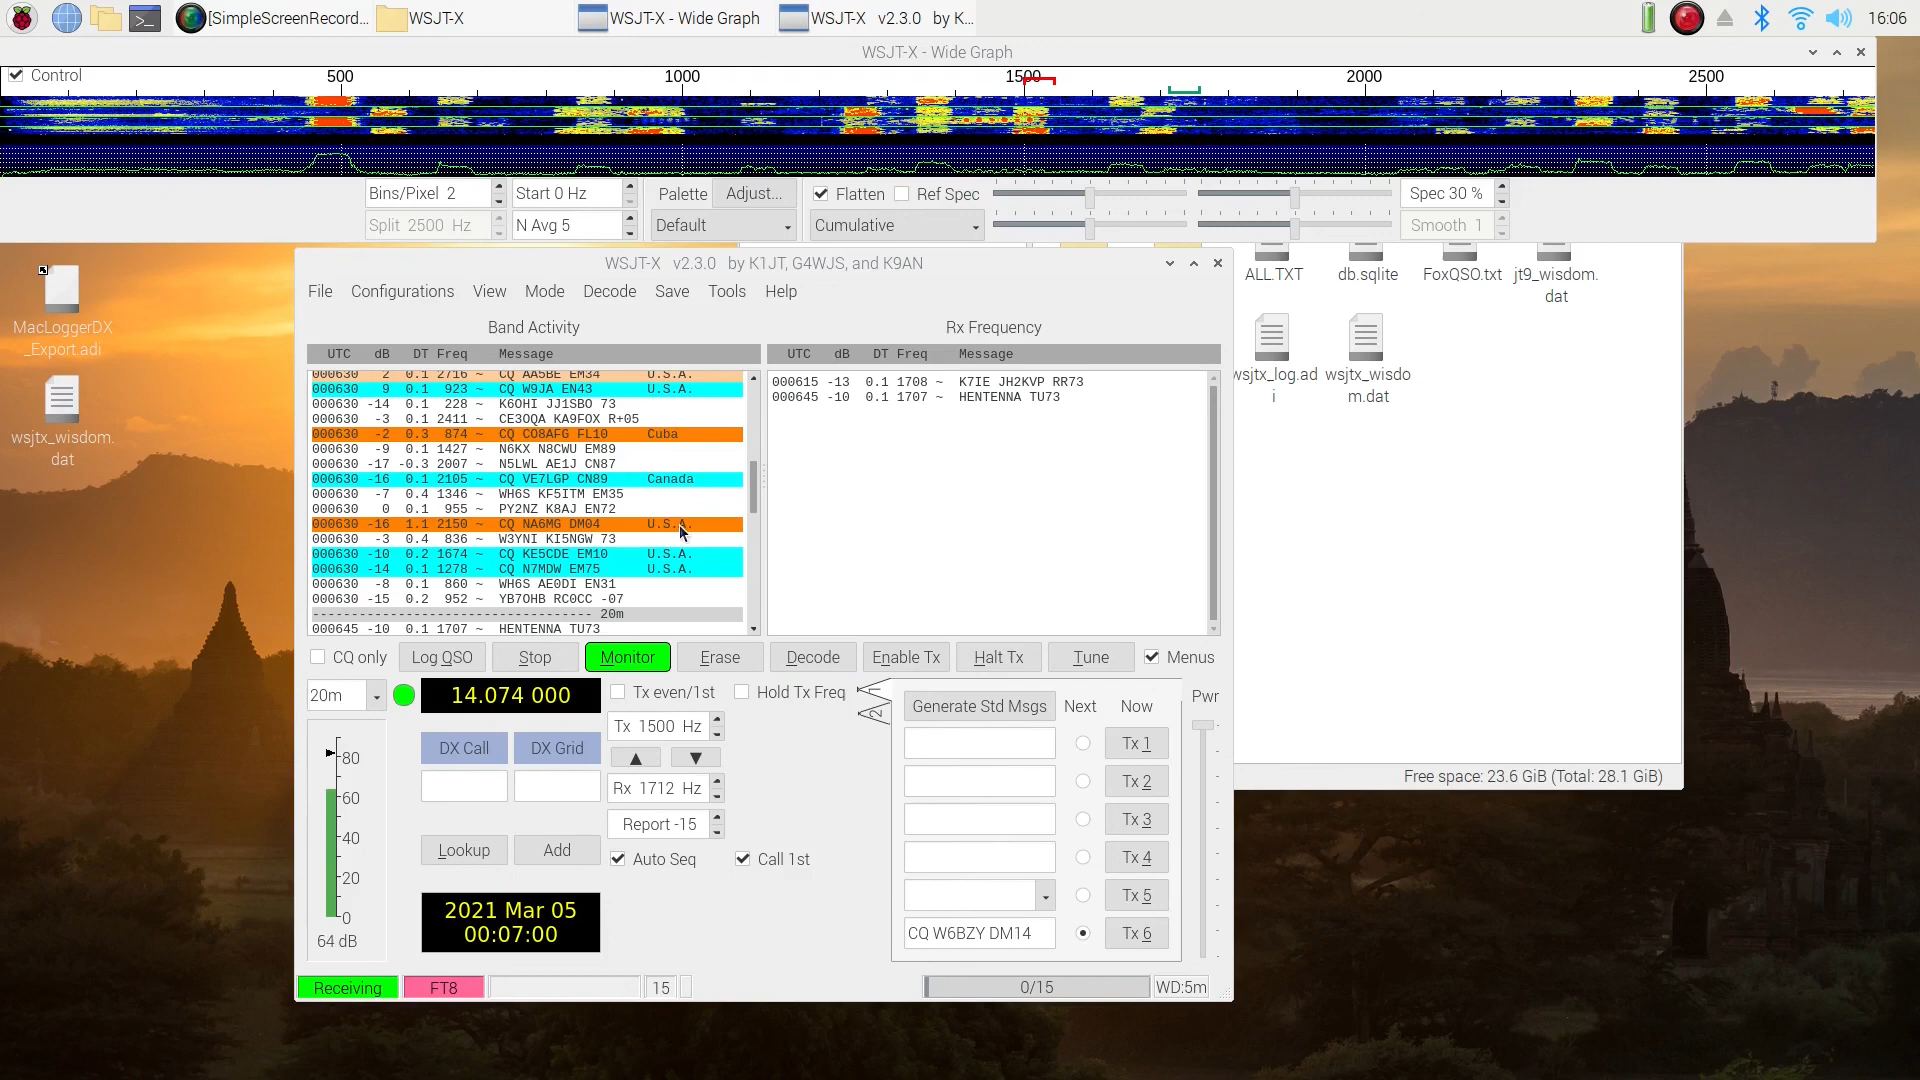 [SimpleScreenRecord...
WSJT-X
WSJT-X - Wide Graph
WSJT-X   v2.3.0   by K...
16:06
WSJT-X - Wide Graph
Control
500
1000
1500
2000
2500
Bins/Pixel 2
Start 0 Hz
Palette
Adjust...
Flatten
Ref Spec
Spec 30 %
Split 2500 Hz
N Avg 5
Default
Cumulative
Smooth 1
MacLoggerDX
_Export.adi
wsjtx_wisdom.
dat
ALL.TXT
db.sqlite
FoxQSO.txt
jt9_wisdom.
dat
wsjtx_log.ad
i
wsjtx_wisdo
m.dat
Free space: 23.6 GiB (Total: 28.1 GiB)
WSJT-X   v2.3.0   by K1JT, G4WJS, and K9AN
File
Configurations
View
Mode
Decode
Save
Tools
Help
Band Activity
UTC dB DT Freq Message
000630 2 0.1 2716 ~ CQ AA5BE EM34 U.S.A.
000630 9 0.1 923 ~ CQ W9JA EN43 U.S.A.
000630 -14 0.1 228 ~ K6OHI JJ1SBO 73
000630 -3 0.1 2411 ~ CE3OQA KA9FOX R+05
000630 -2 0.3 874 ~ CQ CO8AFG FL10 Cuba
000630 -9 0.1 1427 ~ N6KX N8CWU EM89
000630 -17 -0.3 2007 ~ N5LWL AE1J CN87
000630 -16 0.1 2105 ~ CQ VE7LGP CN89 Canada
000630 -7 0.4 1346 ~ WH6S KF5ITM EM35
000630 0 0.1 955 ~ PY2NZ K8AJ EN72
000630 -16 1.1 2150 ~ CQ NA6MG DM04 U.S.A.
000630 -3 0.4 836 ~ W3YNI KI5NGW 73
000630 -10 0.2 1674 ~ CQ KE5CDE EM10 U.S.A.
000630 -14 0.1 1278 ~ CQ N7MDW EM75 U.S.A.
000630 -8 0.1 860 ~ WH6S AE0DI EN31
000630 -15 0.2 952 ~ YB7OHB RC0CC -07
------------------------------------ 20m
000645 -10 0.1 1707 ~ HENTENNA TU73
Rx Frequency
UTC dB DT Freq Message
000615 -13 0.1 1708 ~ K7IE JH2KVP RR73
000645 -10 0.1 1707 ~ HENTENNA TU73
CQ only
Log QSO
Stop
Monitor
Erase
Decode
Enable Tx
Halt Tx
Tune
Menus
20m
14.074 000
Tx even/1st
Hold Tx Freq
1
2
Generate Std Msgs
Next
Now
Pwr
DX Call
DX Grid
Tx 1500 Hz
Tx 1
Tx 2
Rx 1712 Hz
Report -15
Tx 3
Lookup
Add
Auto Seq
Call 1st
Tx 4
Tx 5
CQ W6BZY DM14
Tx 6
80
60
40
20
0
64 dB
2021 Mar 05
00:07:00
Receiving
FT8
15
0/15
WD:5m